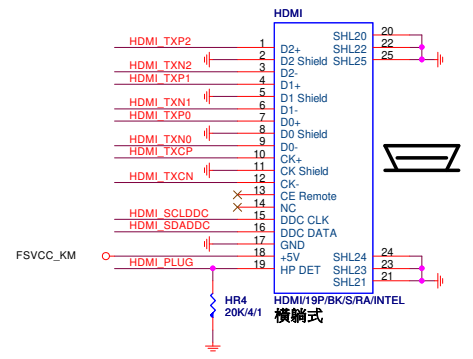 HDMI
HDMI_TXP2 1 D2+ SHL20 20
2 D2 Shield SHL22 22
HDMI_TXN2 3 D2- SHL25 25
HDMI_TXP1 4 D1+
5 D1 Shield
HDMI_TXN1 6 D1-
HDMI_TXP0 7 D0+
8 D0 Shield
HDMI_TXN0 9 D0-
HDMI_TXCP 10 CK+
11 CK Shield
HDMI_TXCN 12 CK-
13 CE Remote
14 NC
HDMI_SCLDDC 15 DDC CLK
HDMI_SDADDC 16 DDC DATA
17 GND
FSVCC_KM 18 +5V SHL24 24
HDMI_PLUG 19 HP DET SHL23 23
SHL21 21
HR4 HDMI/19P/BK/S/RA/INTEL
20K/4/1 橫躺式